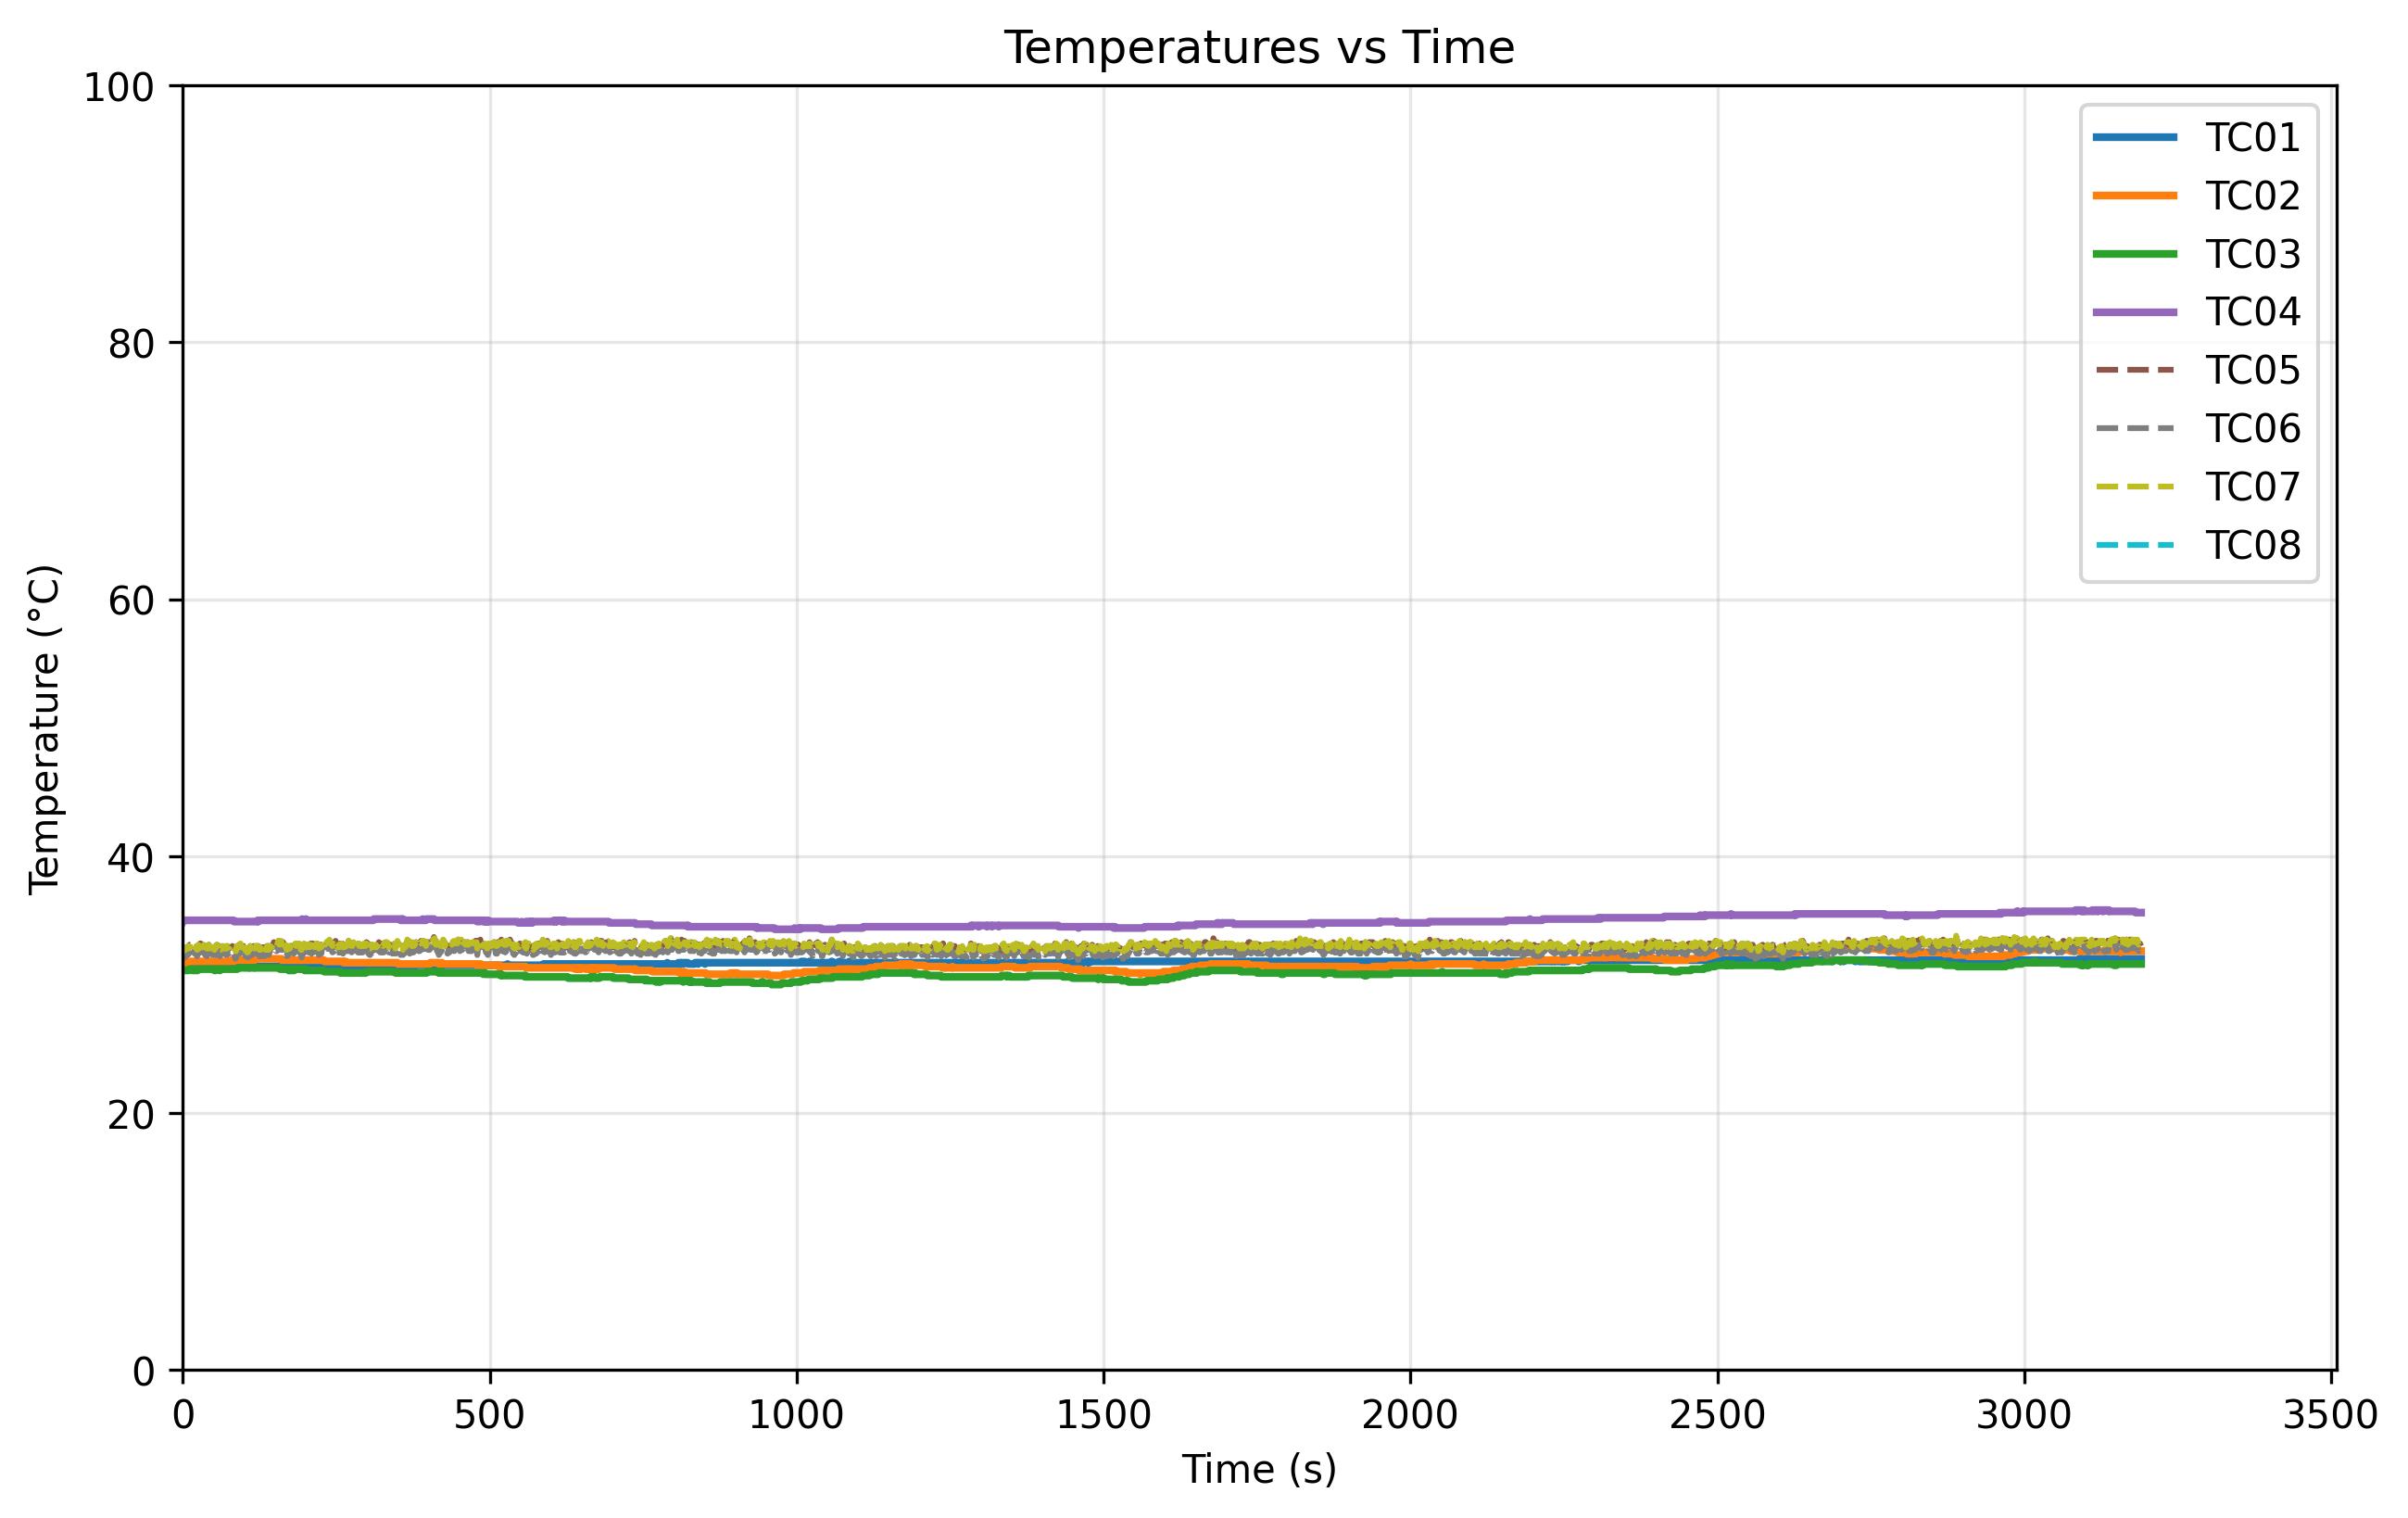 Temperatures vs Time
100
80
60
40
20
0
Temperature (°C)
0 500 1000 1500 2000 2500 3000 3500
Time (s)
TC01
TC02
TC03
TC04
TC05
TC06
TC07
TC08